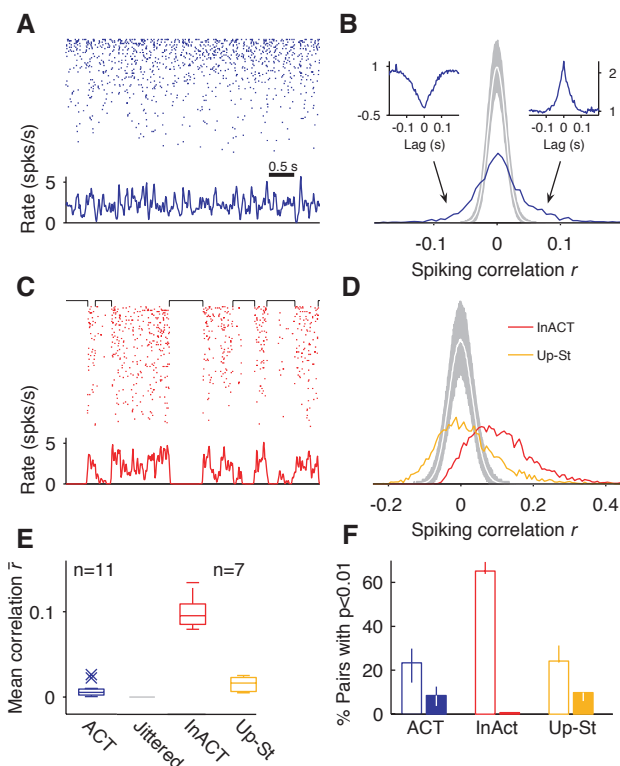 A
Rate (spks/s)
5
0
0.5 s
B
1
-0.5
-0.1 0 0.1
Lag (s)
2
1
-0.1 0 0.1
Lag (s)
-0.1 0 0.1
Spiking correlation r
C
Rate (spks/s)
5
0
D
InACT
Up-St
-0.2 0 0.2 0.4
Spiking correlation r
E
n=11 n=7
Mean correlation r̅
0.1
0
ACT Jittered InACT Up-St
F
% Pairs with p<0.01
60
40
20
0
ACT InAct Up-St